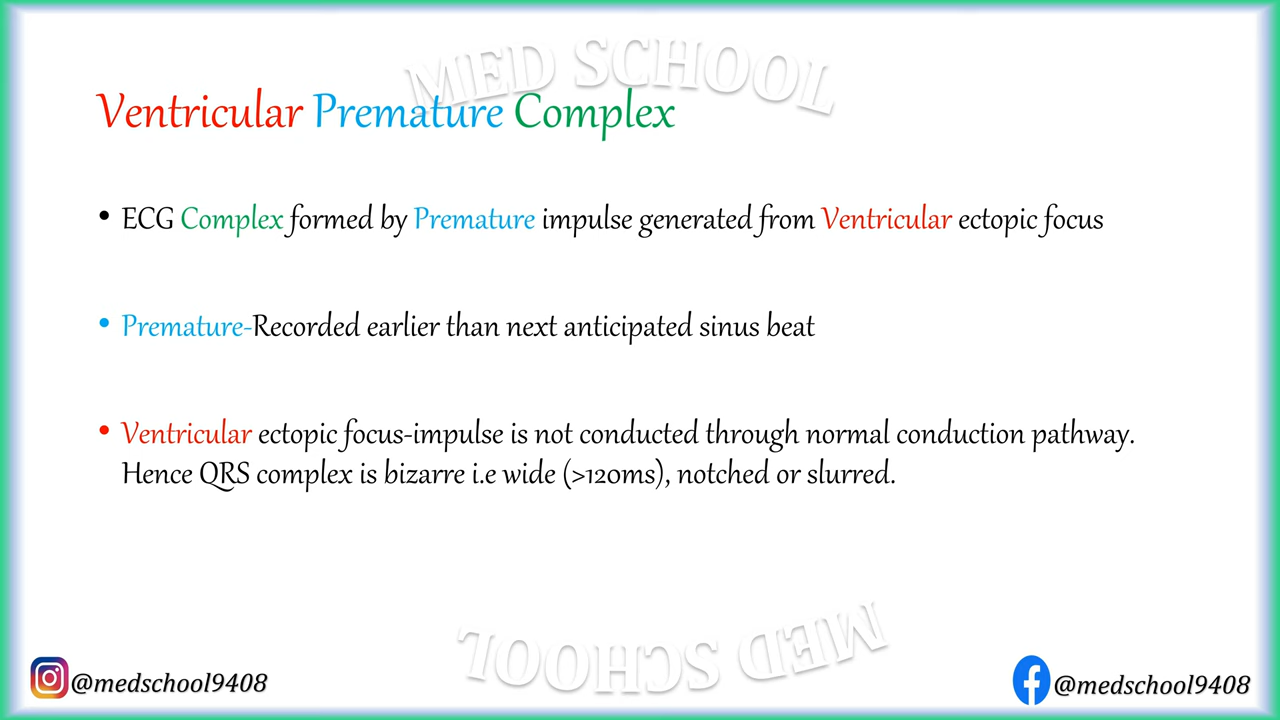 MED SCHOOL
Ventricular Premature Complex
• ECG Complex formed by Premature impulse generated from Ventricular ectopic focus
• Premature-Recorded earlier than next anticipated sinus beat
• Ventricular ectopic focus-impulse is not conducted through normal conduction pathway.
Hence QRS complex is bizarre i.e wide (>120ms), notched or slurred.
MED SCHOOL
@medschool9408
@medschool9408